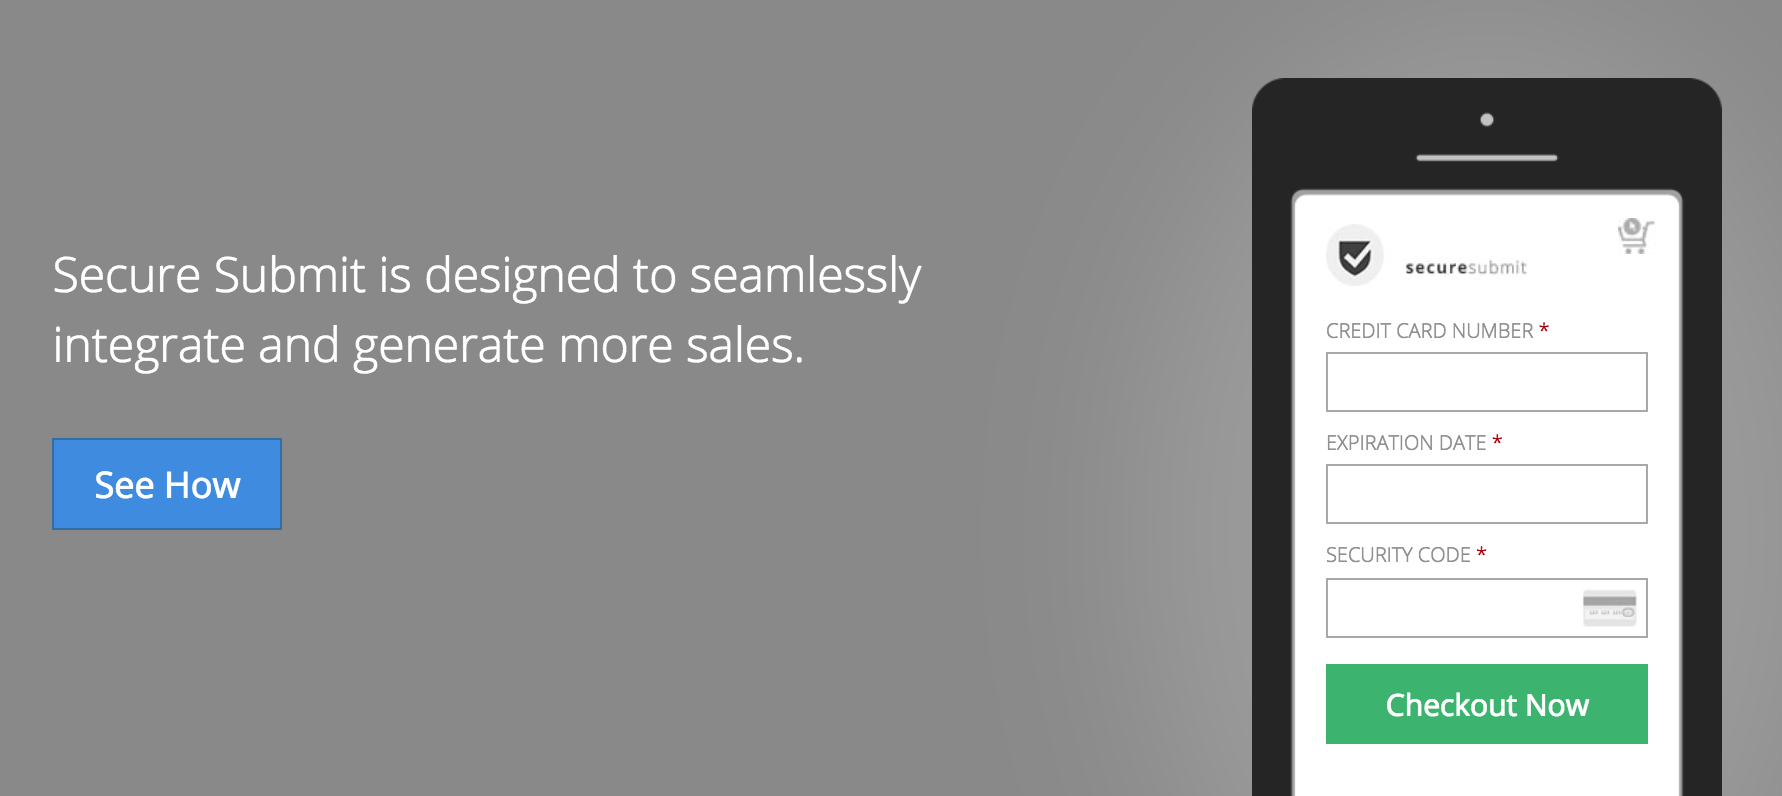 Secure Submit is designed to seamlessly
integrate and generate more sales.
See How
securesubmit
CREDIT CARD NUMBER *
EXPIRATION DATE *
SECURITY CODE *
Checkout Now